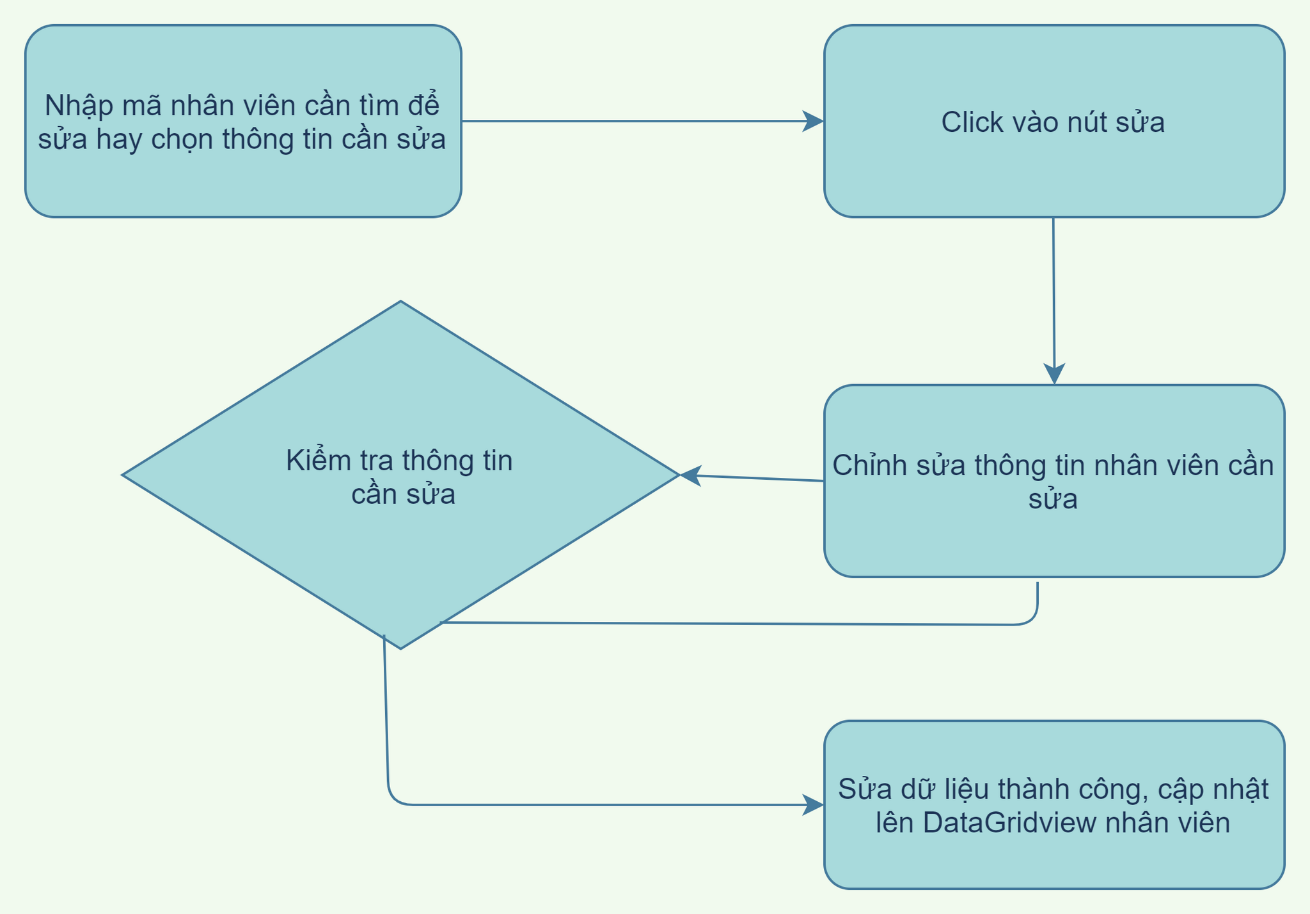 Nhập mã nhân viên cần tìm để
sửa hay chọn thông tin cần sửa
Click vào nút sửa
Chỉnh sửa thông tin nhân viên cần
sửa
Kiểm tra thông tin
cần sửa
Sửa dữ liệu thành công, cập nhật
lên DataGridview nhân viên